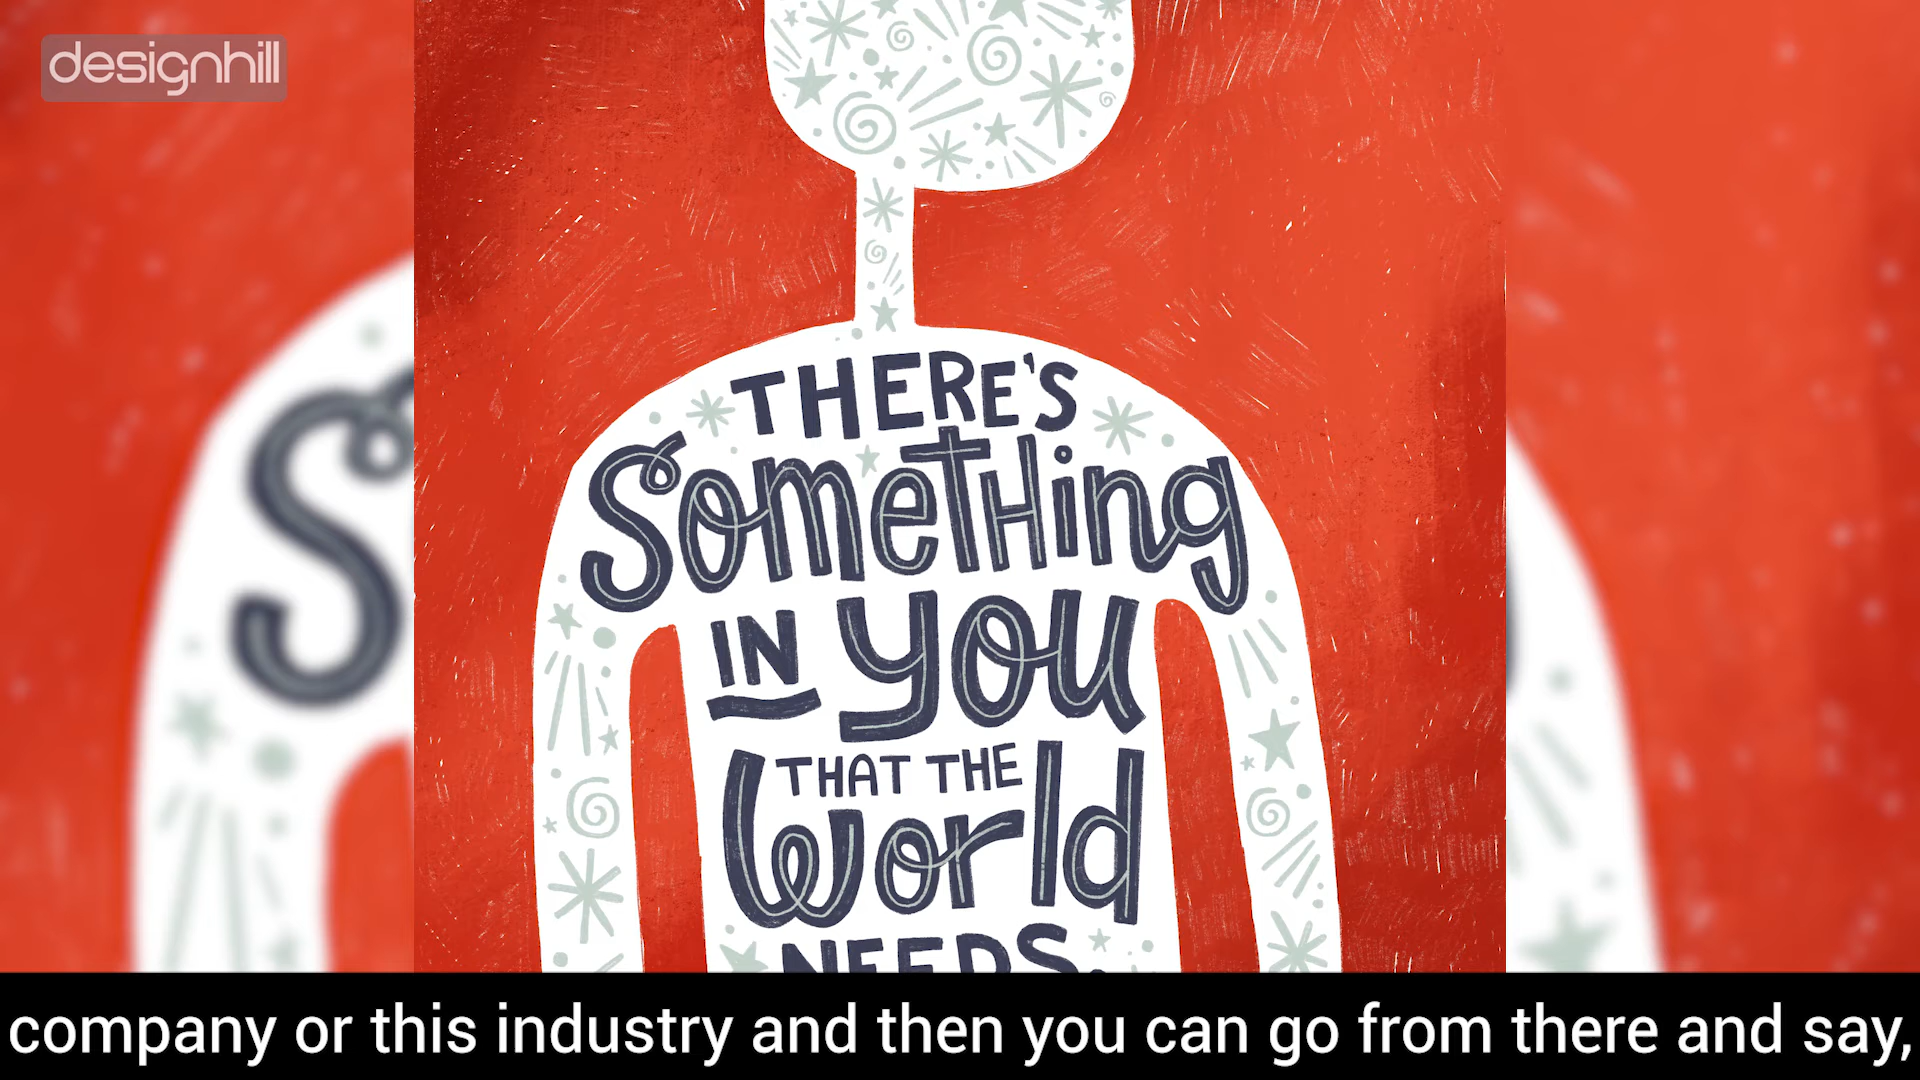 designhill
THERE'S
SomeTHing
IN you
THAT THE
World
NEEDS.
company or this industry and then you can go from there and say,